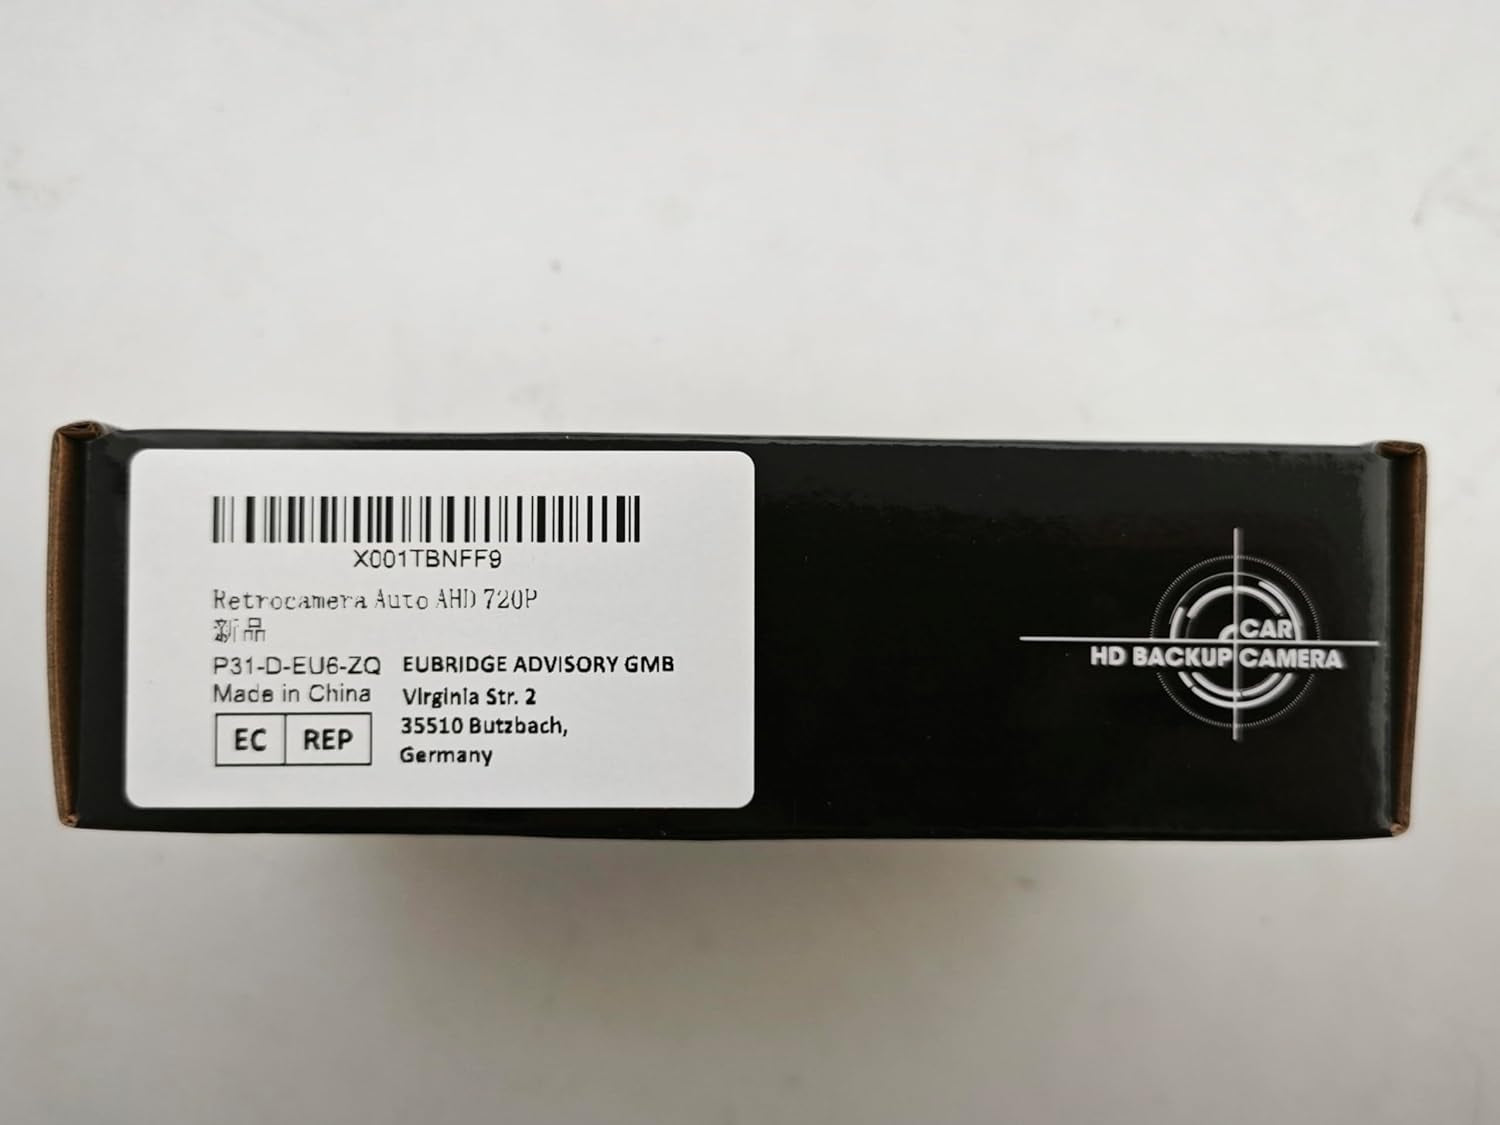 X001TBNFF9
Retrocamera Auto AHD 720P
新品
P31-D-EU6-ZQ
Made in China
EC REP
EUBRIDGE ADVISORY GMB
Virginia Str. 2
35510 Butzbach,
Germany
CAR
HD BACKUP CAMERA